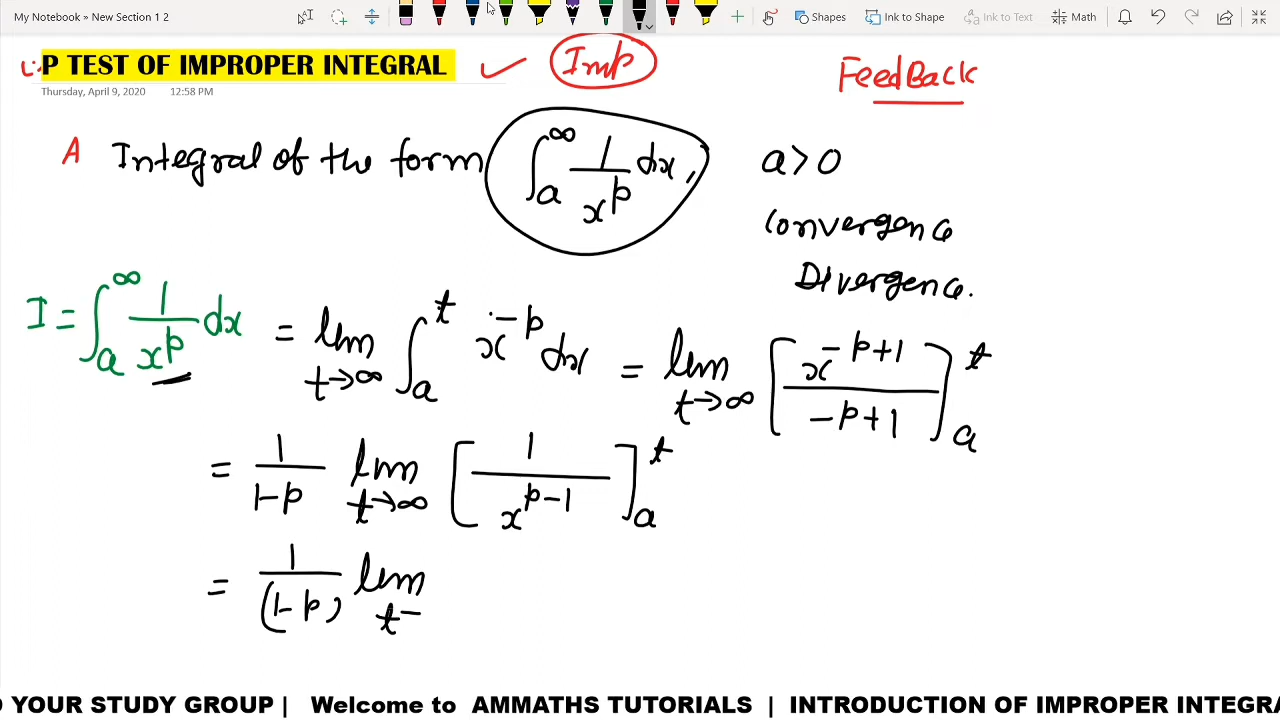 My Notebook » New Section 1 2
Shapes Ink to Shape Ink to Text Math
P TEST OF IMPROPER INTEGRAL ✓ Imp FeedBack
Thursday, April 9, 2020 12:58 PM
A Integral of the form ∫_a^∞ 1/x^p dx, a>0
Convergence
Divergence.
I = ∫_a^∞ 1/x^p dx = lim_{t→∞} ∫_a^t x^{-p} dx = lim_{t→∞} [x^{-p+1}/(-p+1)]_a^t
= 1/(1-p) lim_{t→∞} [1/x^{p-1}]_a^t
= 1/(1-p) lim_{t-
O YOUR STUDY GROUP | Welcome to AMMATHS TUTORIALS | INTRODUCTION OF IMPROPER INTEGRA